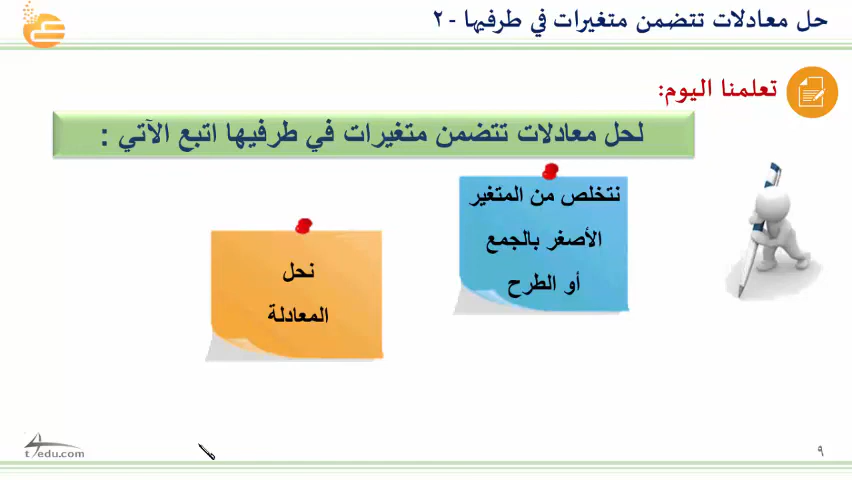 حل معادلات تتضمن متغيرات في طرفيها -٢
تعلمنا اليوم:
لحل معادلات تتضمن متغيرات في طرفيها اتبع الآتي :
نتخلص من المتغير
الأصغر بالجمع
أو الطرح
نحل
المعادلة
t4edu.com
٩